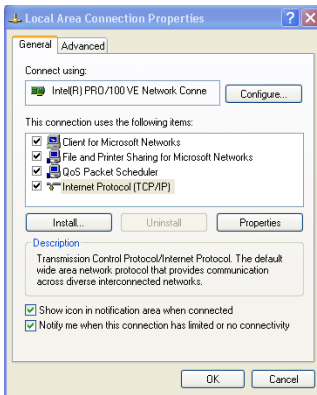 Local Area Connection Properties
General Advanced
Connect using:
Intel(R) PRO/100 VE Network Conne Configure...
This connection uses the following items:
Client for Microsoft Networks
File and Printer Sharing for Microsoft Networks
QoS Packet Scheduler
Internet Protocol (TCP/IP)
Install... Uninstall Properties
Description
Transmission Control Protocol/Internet Protocol. The default
wide area network protocol that provides communication
across diverse interconnected networks.
Show icon in notification area when connected
Notify me when this connection has limited or no connectivity
OK Cancel